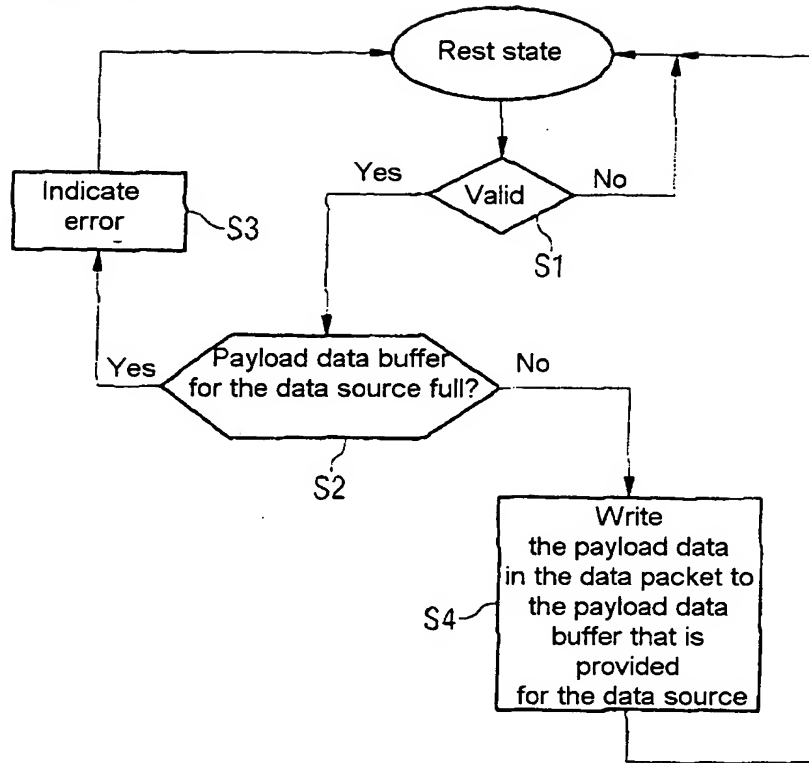 Rest state
Yes
Valid
No
S1
Indicate
error
S3
Yes
Payload data buffer
for the data source full?
No
S2
Write
the payload data
in the data packet to
the payload data
buffer that is
provided
for the data source
S4